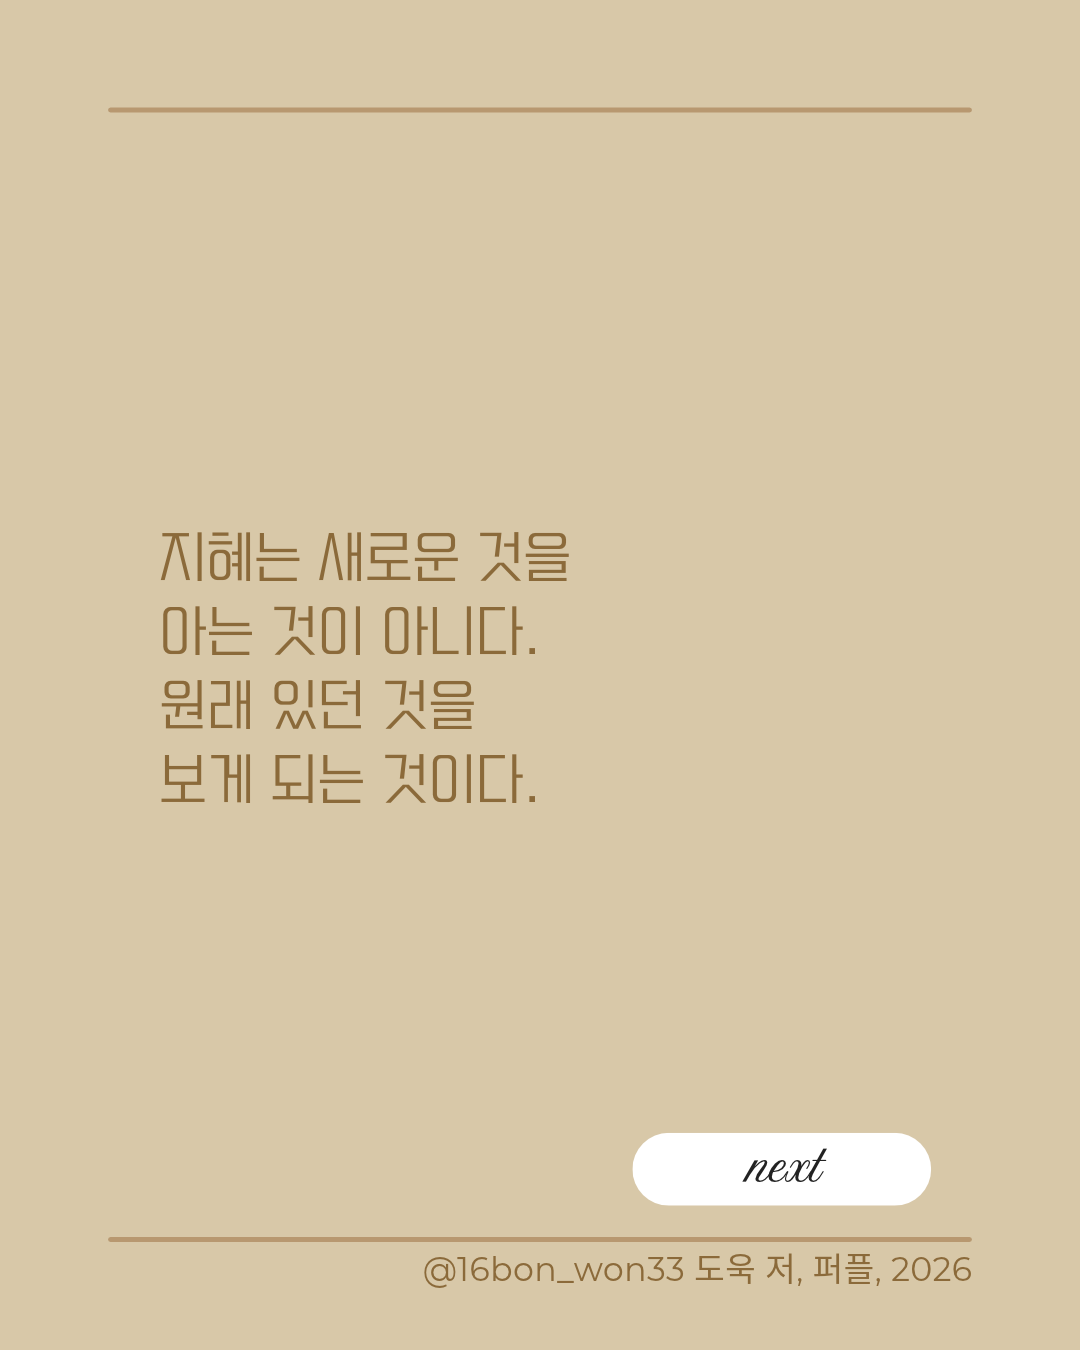 지혜는 새로운 것을
아는 것이 아니다.
원래 있던 것을
보게 되는 것이다.
next
@16bon_won33 도욱 저, 퍼플, 2026